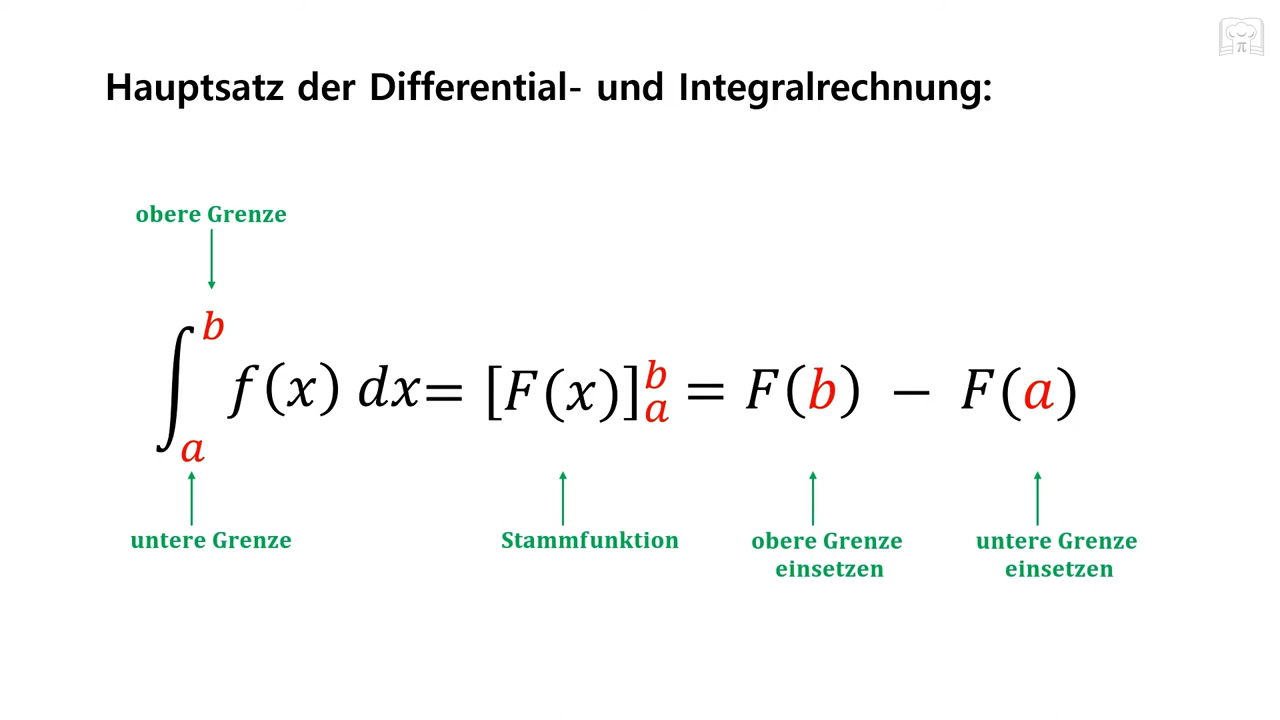 Hauptsatz der Differential- und Integralrechnung:
obere Grenze
∫_a^b f(x) dx = [F(x)]_a^b = F(b) − F(a)
untere Grenze
Stammfunktion
obere Grenze
einsetzen
untere Grenze
einsetzen
π